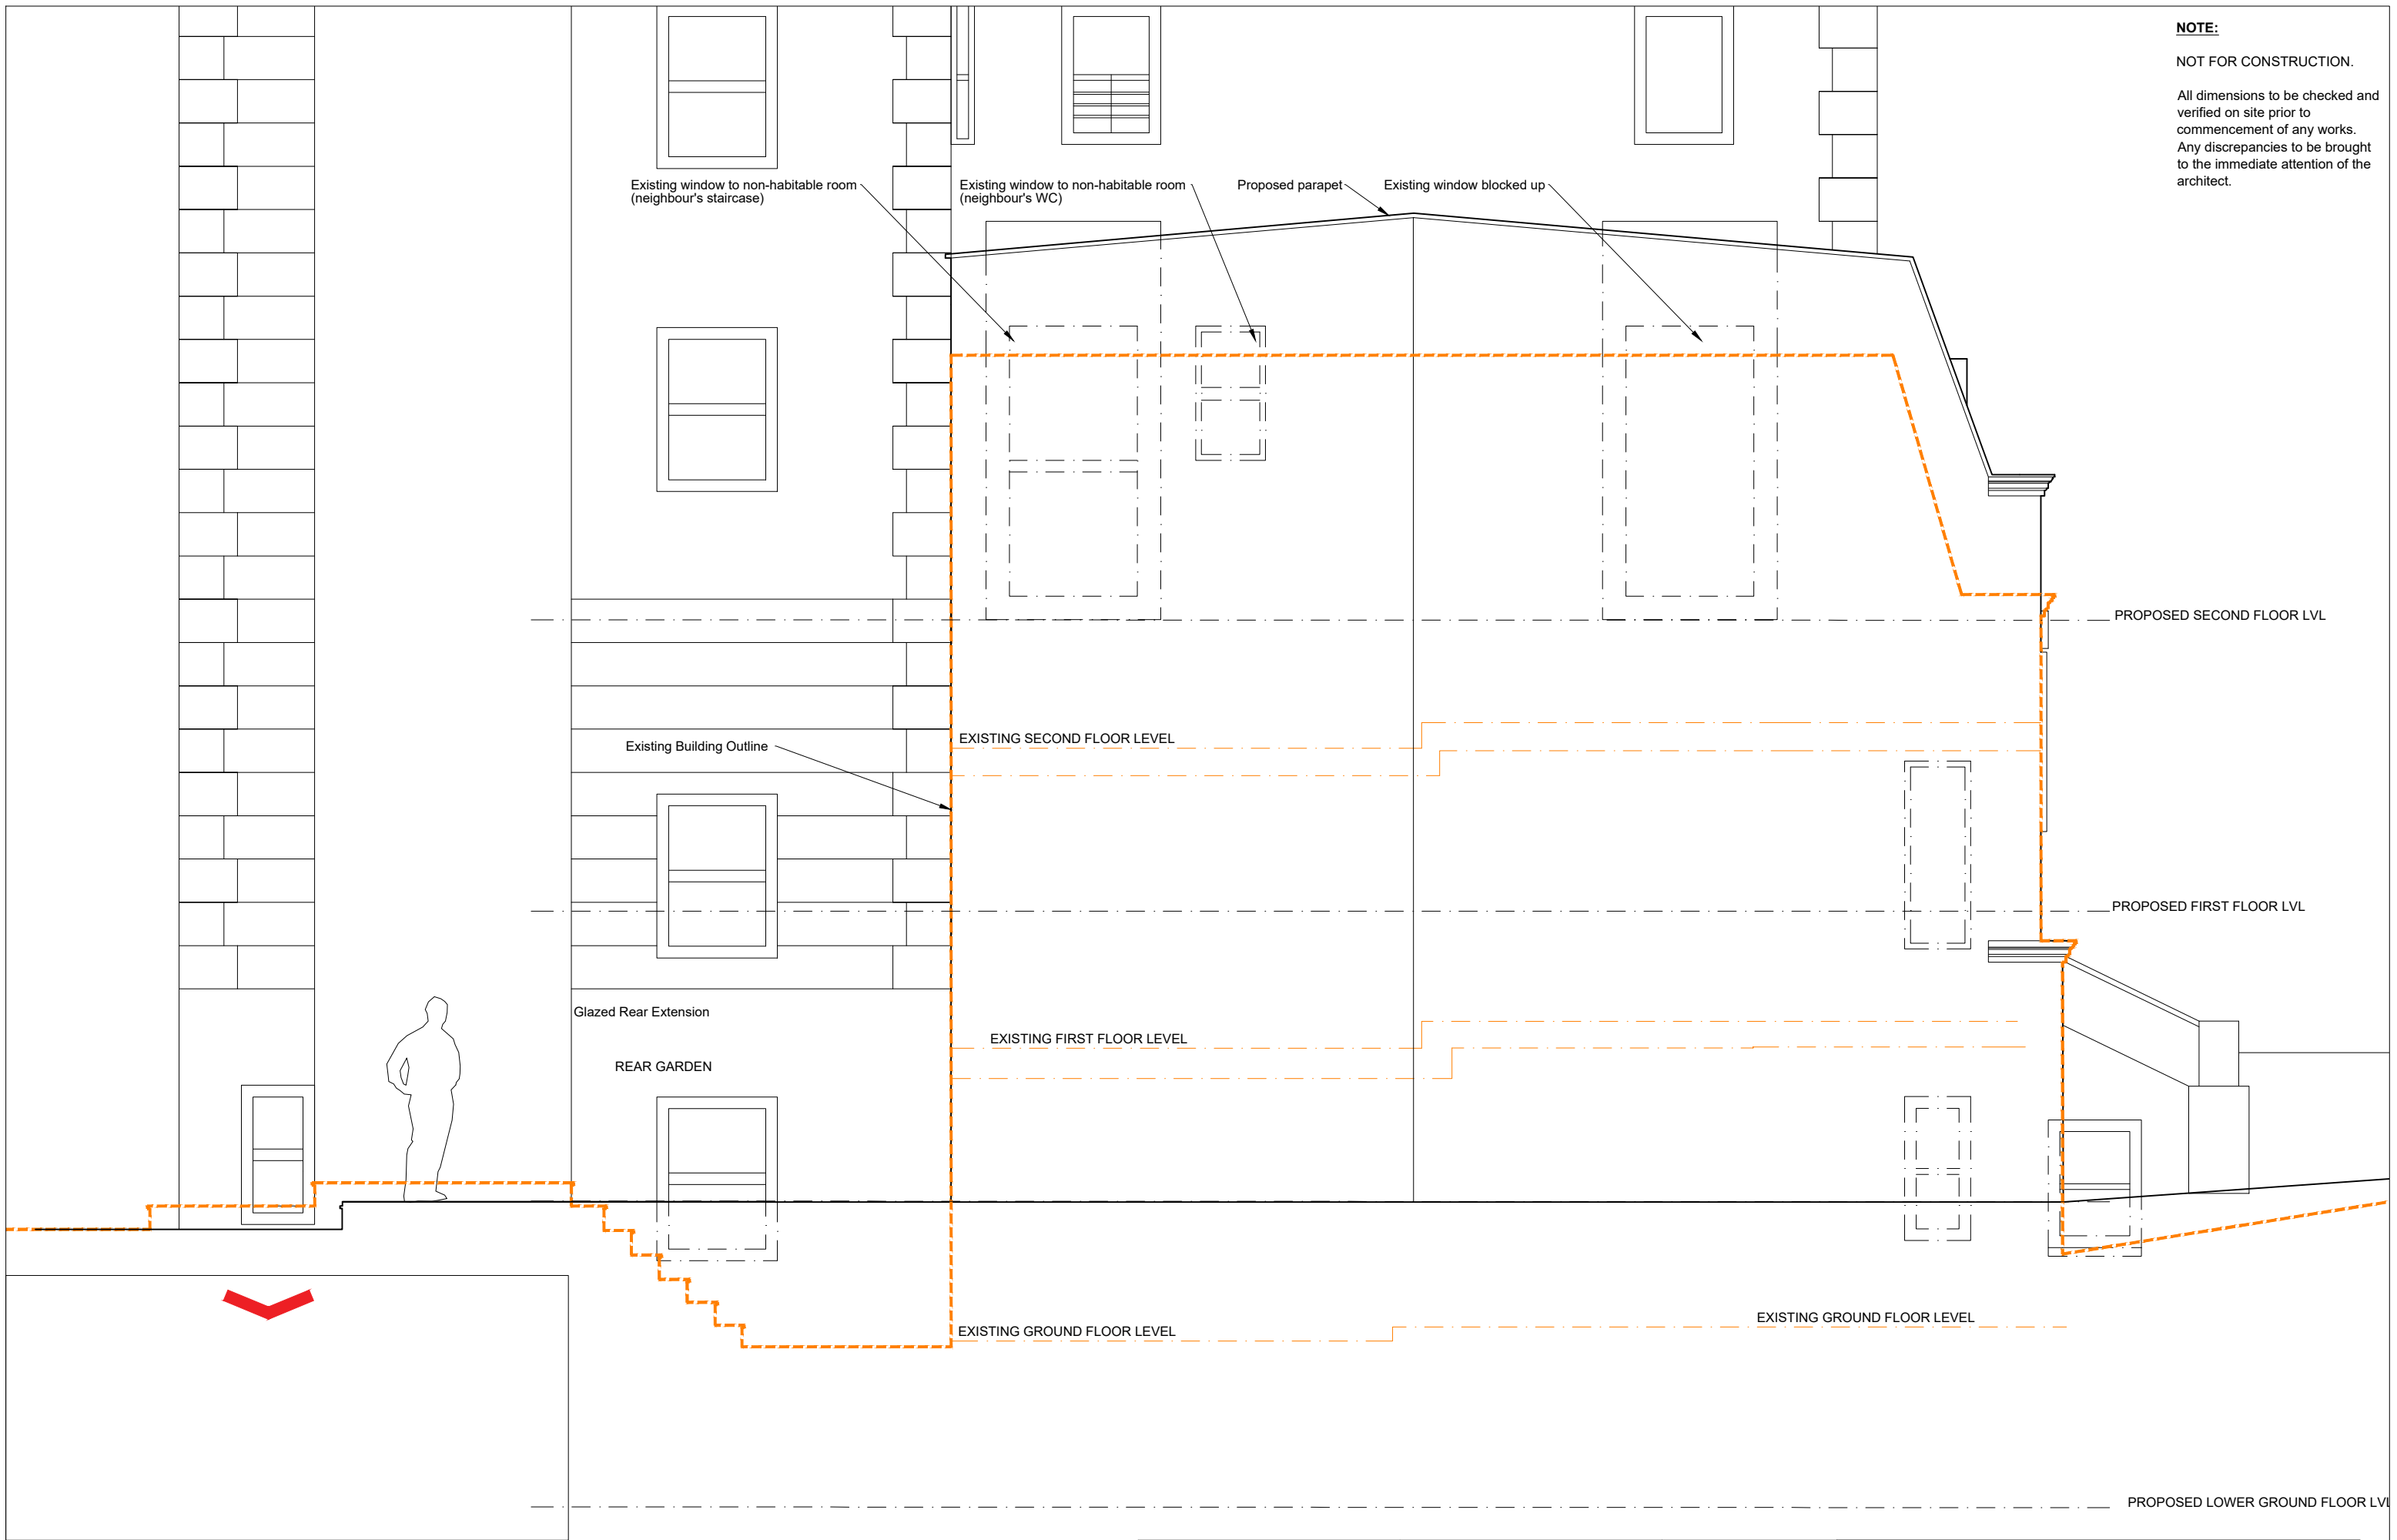 NOTE:
NOT FOR CONSTRUCTION.
All dimensions to be checked and
verified on site prior to
commencement of any works.
Any discrepancies to be brought
to the immediate attention of the
architect.
Existing window to non-habitable room
(neighbour's staircase)
Existing window to non-habitable room
(neighbour's WC)
Proposed parapet
Existing window blocked up
PROPOSED SECOND FLOOR LVL
EXISTING SECOND FLOOR LEVEL
Existing Building Outline
PROPOSED FIRST FLOOR LVL
Glazed Rear Extension
EXISTING FIRST FLOOR LEVEL
REAR GARDEN
EXISTING GROUND FLOOR LEVEL
EXISTING GROUND FLOOR LEVEL
PROPOSED LOWER GROUND FLOOR LVL